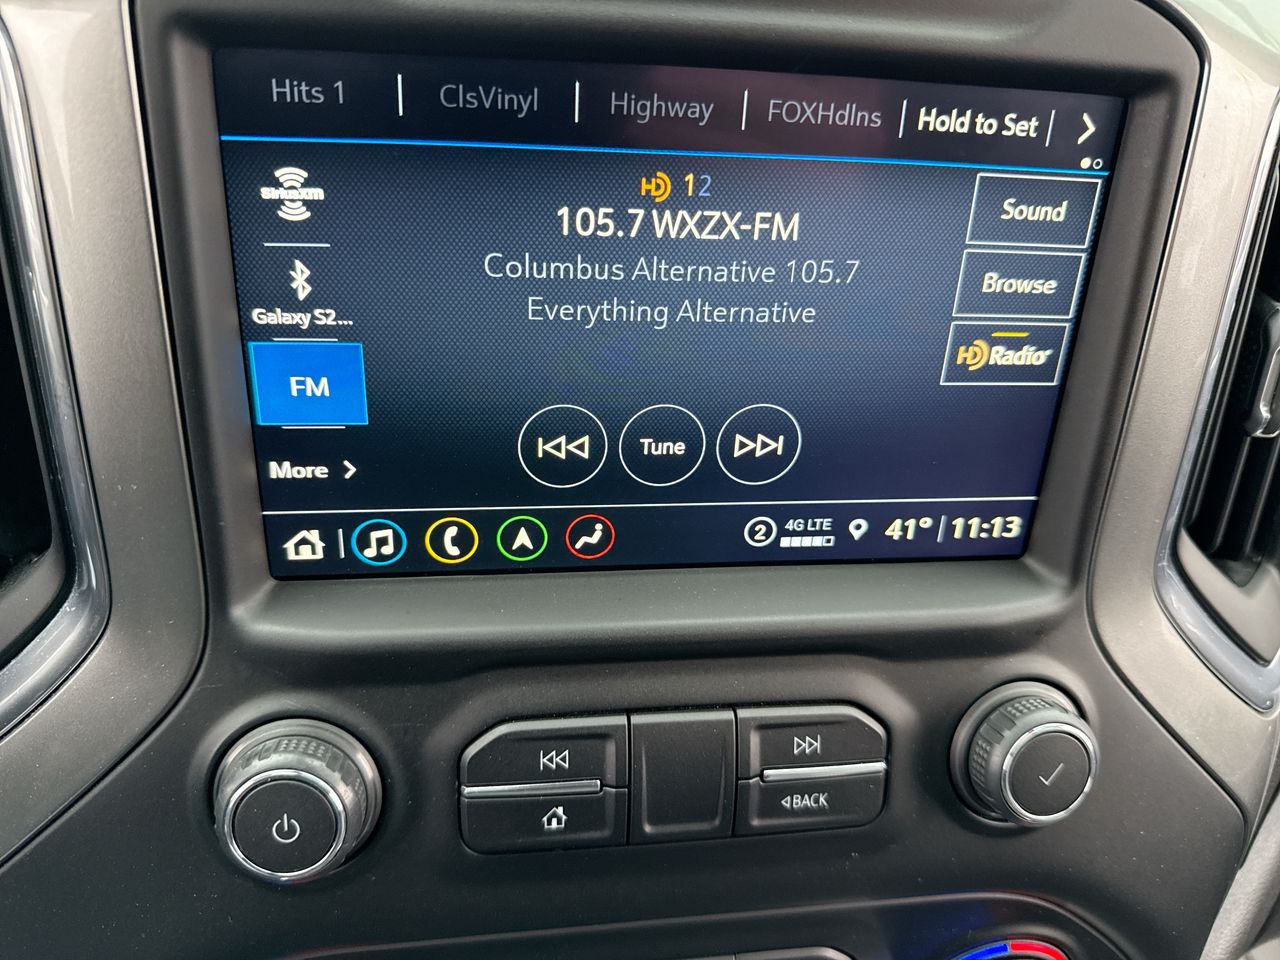 Hits 1 | ClsVinyl | Highway | FOXHdlns | Hold to Set |
SiriusXM
HD 1 2
Sound
105.7 WXZX-FM
Columbus Alternative 105.7
Browse
Galaxy S2...
Everything Alternative
HD Radio
FM
Tune
More
2 4G LTE 41° | 11:13
BACK